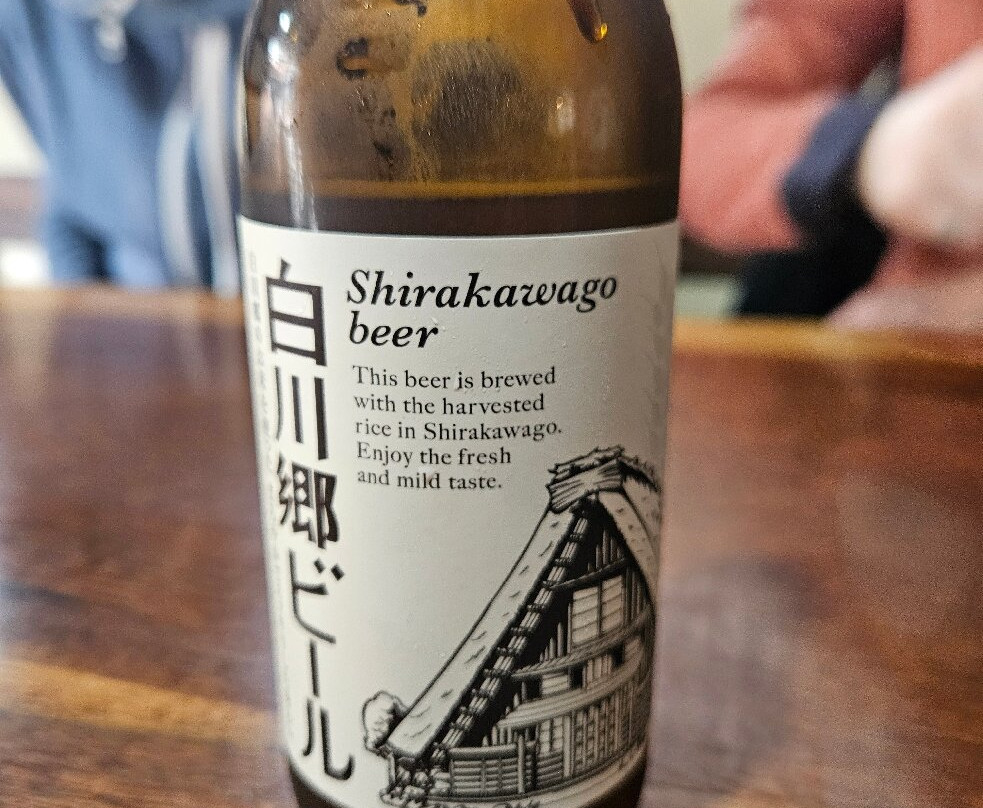 白川郷ビール
Shirakawago
beer
This beer is brewed
with the harvested
rice in Shirakawago.
Enjoy the fresh
and mild taste.